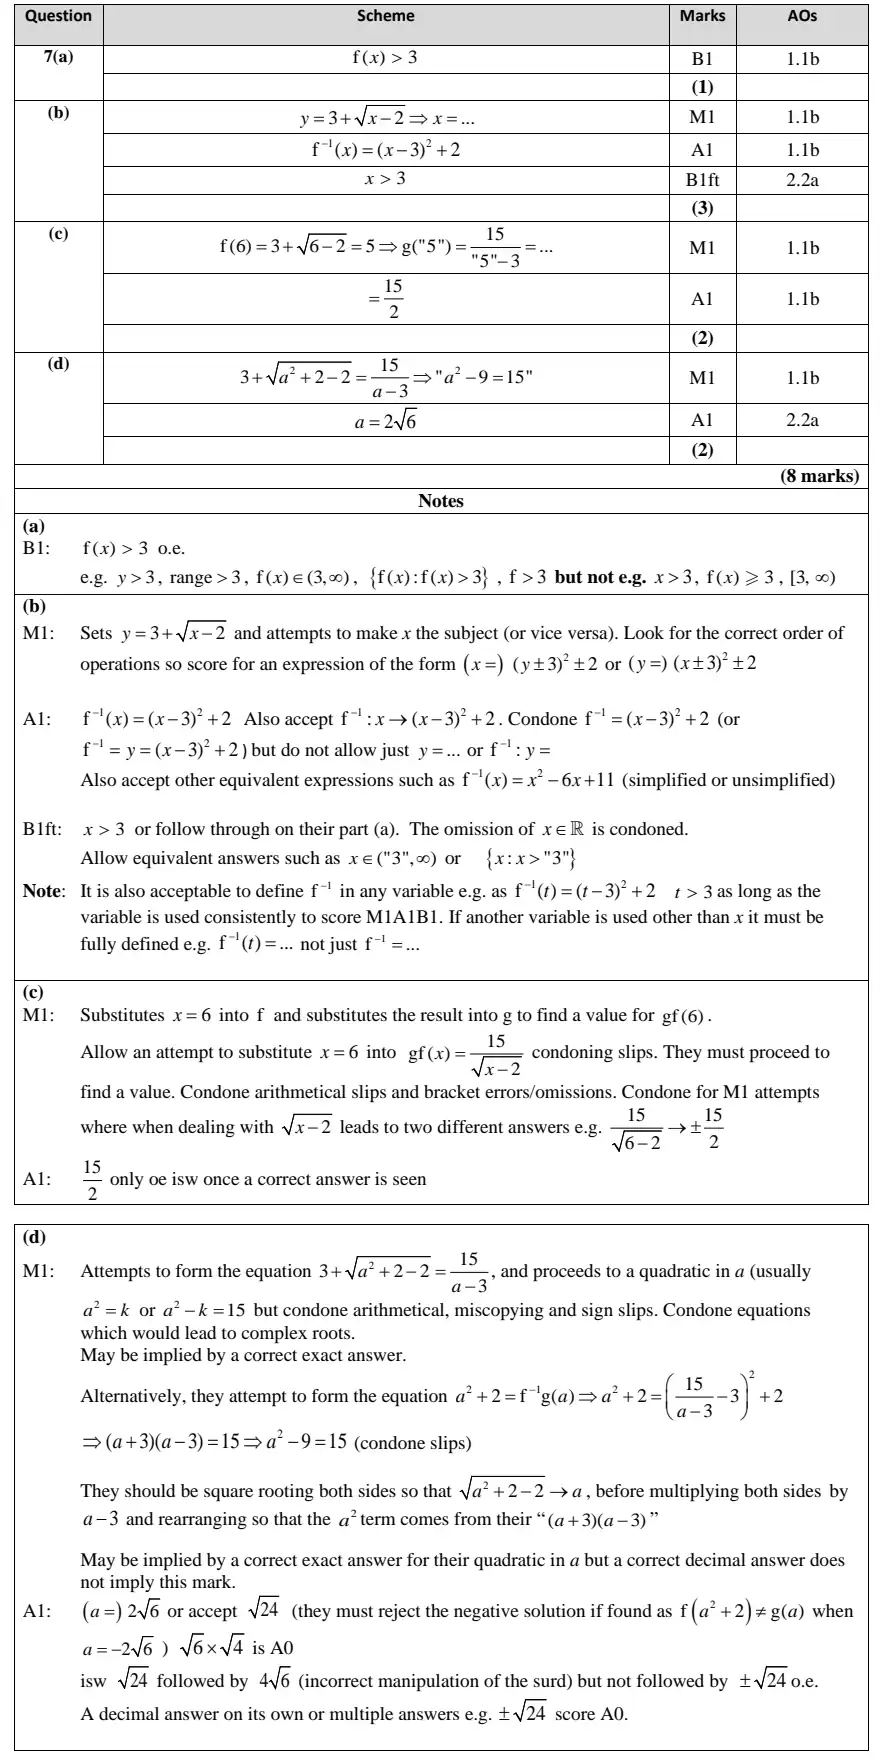 Question Scheme Marks AOs
7(a) f(x) > 3 B1 1.1b
(1)
(b) y = 3 + √(x − 2) ⇒ x = ... M1 1.1b
f⁻¹(x) = (x − 3)² + 2 A1 1.1b
x > 3 B1ft 2.2a
(3)
(c) f(6) = 3 + √(6 − 2) = 5 ⇒ g("5") = 15/("5" − 3) = ... M1 1.1b
= 15/2 A1 1.1b
(2)
(d) 3 + √(a² + 2 − 2) = 15/(a − 3) ⇒ "a² − 9 = 15" M1 1.1b
a = 2√6 A1 2.2a
(2)
(8 marks)
Notes
(a)
B1: f(x) > 3 o.e.
e.g. y > 3, range > 3, f(x) ∈ (3, ∞), {f(x) : f(x) > 3} , f > 3 but not e.g. x > 3, f(x) ⩾ 3, [3, ∞)
(b)
M1: Sets y = 3 + √(x − 2) and attempts to make x the subject (or vice versa). Look for the correct order of
operations so score for an expression of the form (x =) (y ± 3)² ± 2 or (y =) (x ± 3)² ± 2
A1: f⁻¹(x) = (x − 3)² + 2 Also accept f⁻¹ : x → (x − 3)² + 2. Condone f⁻¹ = (x − 3)² + 2 (or
f⁻¹ = y = (x − 3)² + 2) but do not allow just y = ... or f⁻¹ : y =
Also accept other equivalent expressions such as f⁻¹(x) = x² − 6x + 11 (simplified or unsimplified)
B1ft: x > 3 or follow through on their part (a). The omission of x ∈ ℝ is condoned.
Allow equivalent answers such as x ∈ ("3", ∞) or {x : x > "3"}
Note: It is also acceptable to define f⁻¹ in any variable e.g. as f⁻¹(t) = (t − 3)² + 2 t > 3 as long as the
variable is used consistently to score M1A1B1. If another variable is used other than x it must be
fully defined e.g. f⁻¹(t) = ... not just f⁻¹ = ...
(c)
M1: Substitutes x = 6 into f and substitutes the result into g to find a value for gf(6).
Allow an attempt to substitute x = 6 into gf(x) = 15/√(x − 2) condoning slips. They must proceed to
find a value. Condone arithmetical slips and bracket errors/omissions. Condone for M1 attempts
where when dealing with √(x − 2) leads to two different answers e.g. 15/√(6 − 2) → ±15/2
A1: 15/2 only oe isw once a correct answer is seen
(d)
M1: Attempts to form the equation 3 + √(a² + 2 − 2) = 15/(a − 3), and proceeds to a quadratic in a (usually
a² = k or a² − k = 15 but condone arithmetical, miscopying and sign slips. Condone equations
which would lead to complex roots.
May be implied by a correct exact answer.
Alternatively, they attempt to form the equation a² + 2 = f⁻¹g(a) ⇒ a² + 2 = (15/(a − 3) − 3)² + 2
⇒ (a + 3)(a − 3) = 15 ⇒ a² − 9 = 15 (condone slips)
They should be square rooting both sides so that √(a² + 2 − 2) → a, before multiplying both sides by
a − 3 and rearranging so that the a² term comes from their “(a + 3)(a − 3)”
May be implied by a correct exact answer for their quadratic in a but a correct decimal answer does
not imply this mark.
A1: (a =) 2√6 or accept √24 (they must reject the negative solution if found as f(a² + 2) ≠ g(a) when
a = −2√6 ) √6 × √4 is A0
isw √24 followed by 4√6 (incorrect manipulation of the surd) but not followed by ±√24 o.e.
A decimal answer on its own or multiple answers e.g. ±√24 score A0.